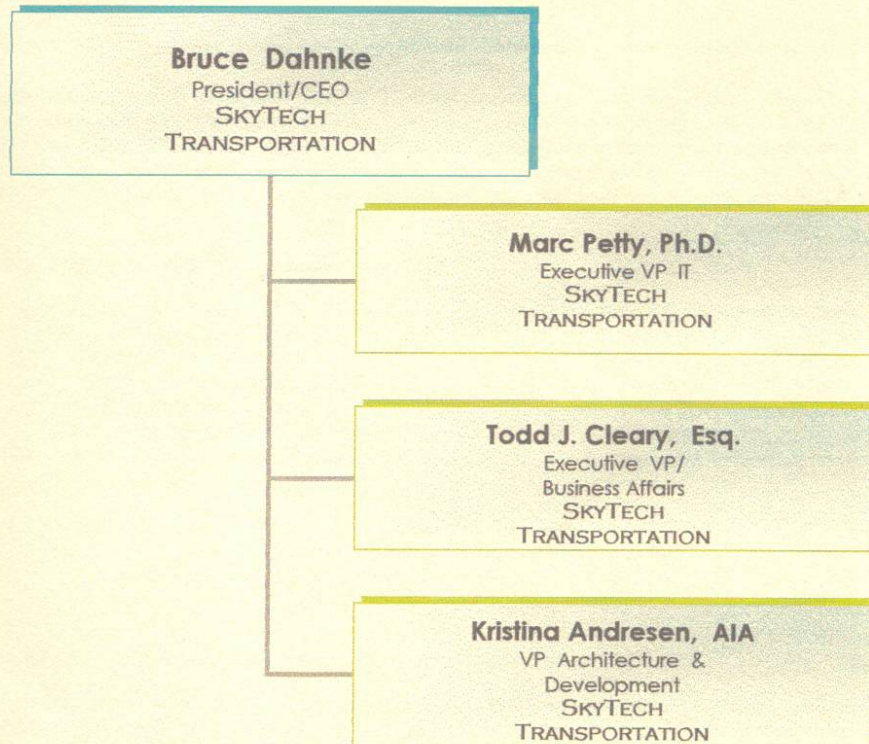 Bruce Dahnke
President/CEO
SKYTECH
TRANSPORTATION
Marc Petty, Ph.D.
Executive VP IT
SKYTECH
TRANSPORTATION
Todd J. Cleary, Esq.
Executive VP/
Business Affairs
SKYTECH
TRANSPORTATION
Kristina Andresen, AIA
VP Architecture &
Development
SKYTECH
TRANSPORTATION